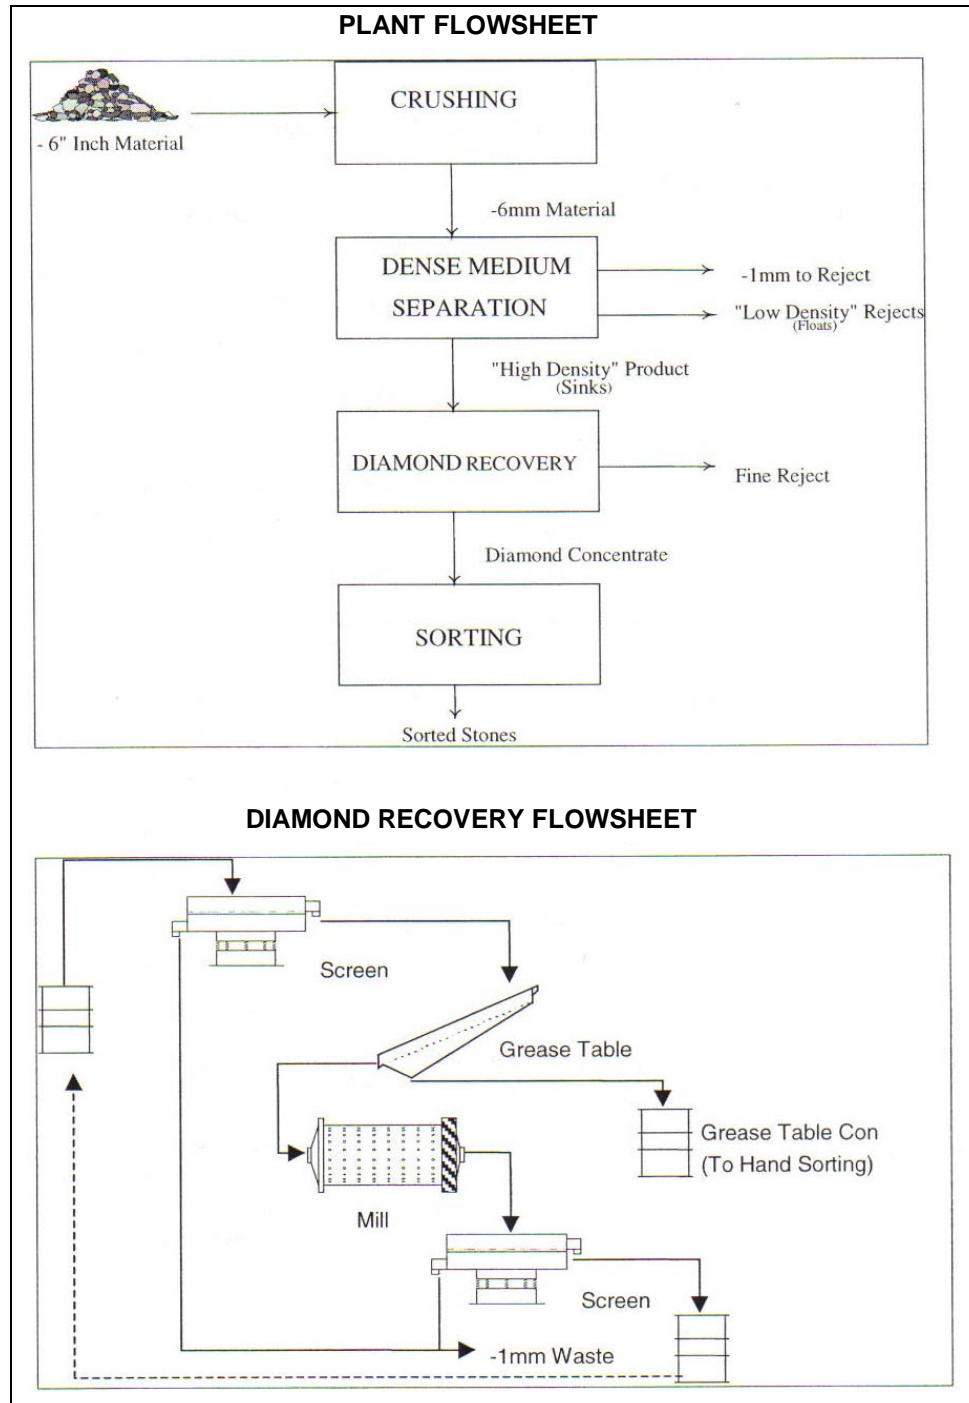 PLANT FLOWSHEET
CRUSHING
- 6" Inch Material
-6mm Material
DENSE MEDIUM
SEPARATION
-1mm to Reject
"Low Density" Rejects
(Floats)
"High Density" Product
(Sinks)
DIAMOND RECOVERY
Fine Reject
Diamond Concentrate
SORTING
Sorted Stones
DIAMOND RECOVERY FLOWSHEET
Screen
Grease Table
Grease Table Con
(To Hand Sorting)
Mill
Screen
-1mm Waste